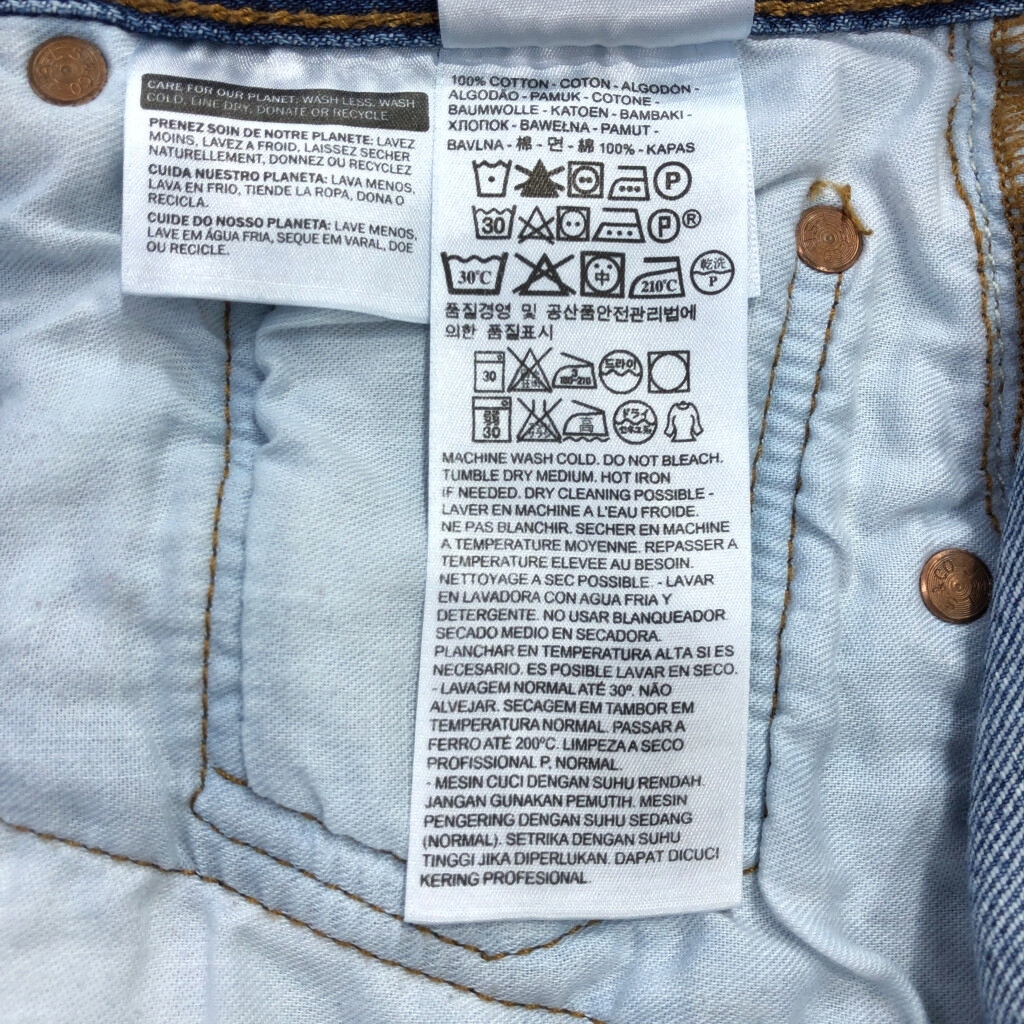 CARE FOR OUR PLANET: WASH LESS, WASH
COLD, LINE DRY, DONATE OR RECYCLE
PRENEZ SOIN DE NOTRE PLANETE: LAVEZ
MOINS, LAVEZ A FROID, LAISSEZ SECHER
NATURELLEMENT, DONNEZ OU RECYCLEZ
CUIDA NUESTRO PLANETA: LAVA MENOS,
LAVA EN FRIO, TIENDE LA ROPA, DONA O
RECICLA.
CUIDE DO NOSSO PLANETA: LAVE MENOS,
LAVE EM ÁGUA FRIA, SEQUE EM VARAL, DOE
OU RECICLE.
100% COTTON - COTON - ALGODÓN -
ALGODÃO - PAMUK - COTONE -
BAUMWOLLE - KATOEN - BAMBAKI -
ХЛОПОК - BAWEŁNA - PAMUT -
BAVLNA - 棉 - 면 - 綿 100% - KAPAS
P
30 P ®
30°C 中 210°C 乾洗 P
품질경영 및 공산품안전관리법에
의한 품질표시
30 3 180~210 드라이
30 高 ドライ
MACHINE WASH COLD. DO NOT BLEACH.
TUMBLE DRY MEDIUM. HOT IRON
IF NEEDED. DRY CLEANING POSSIBLE -
LAVER EN MACHINE A L'EAU FROIDE.
NE PAS BLANCHIR. SECHER EN MACHINE
A TEMPERATURE MOYENNE. REPASSER A
TEMPERATURE ELEVEE AU BESOIN.
NETTOYAGE A SEC POSSIBLE. - LAVAR
EN LAVADORA CON AGUA FRIA Y
DETERGENTE. NO USAR BLANQUEADOR.
SECADO MEDIO EN SECADORA.
PLANCHAR EN TEMPERATURA ALTA SI ES
NECESARIO. ES POSIBLE LAVAR EN SECO.
- LAVAGEM NORMAL ATÉ 30º. NÃO
ALVEJAR. SECAGEM EM TAMBOR EM
TEMPERATURA NORMAL. PASSAR A
FERRO ATÉ 200ºC. LIMPEZA A SECO
PROFISSIONAL P, NORMAL.
- MESIN CUCI DENGAN SUHU RENDAH.
JANGAN GUNAKAN PEMUTIH. MESIN
PENGERING DENGAN SUHU SEDANG
(NORMAL). SETRIKA DENGAN SUHU
TINGGI JIKA DIPERLUKAN. DAPAT DICUCI
KERING PROFESIONAL.